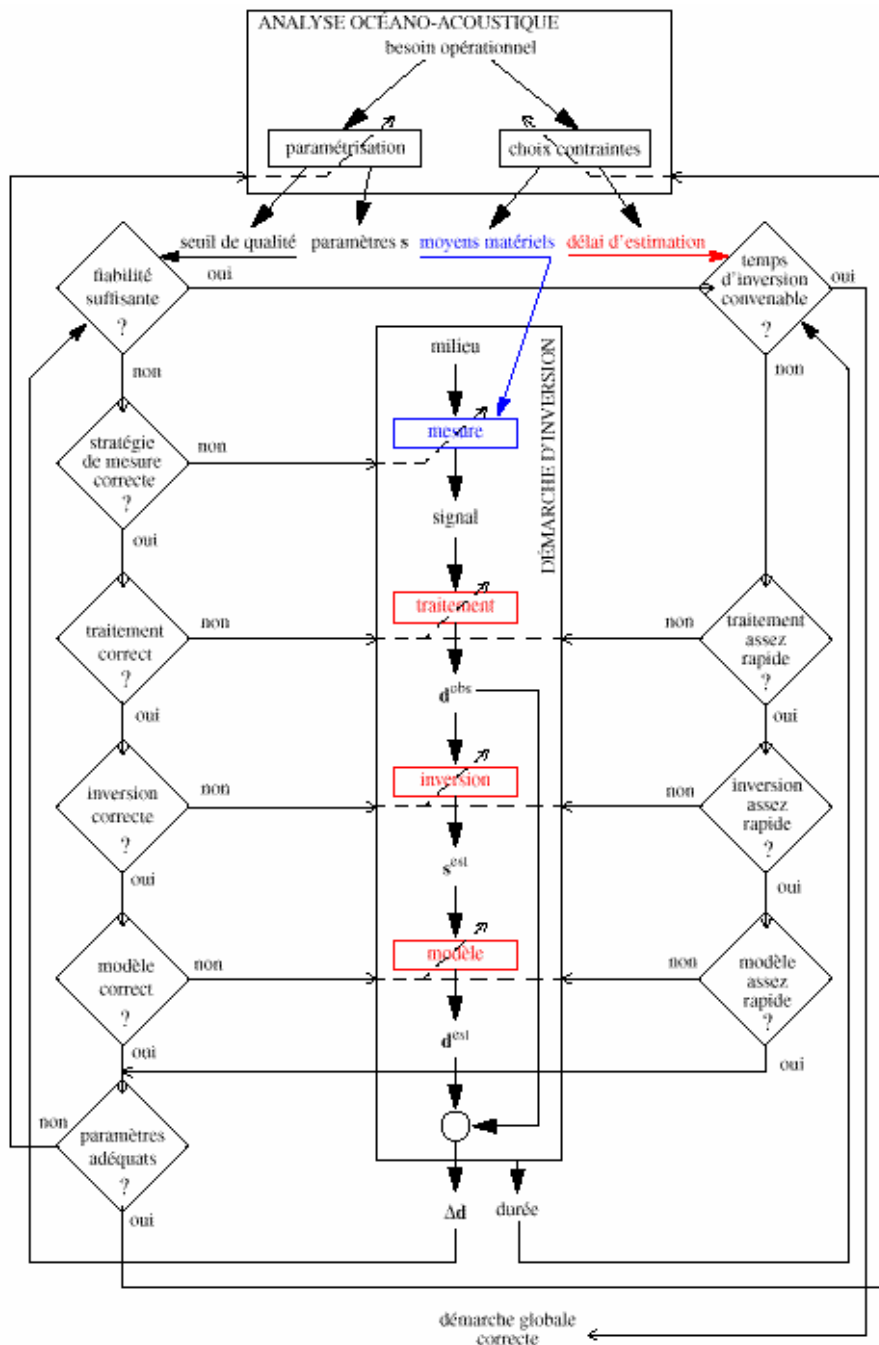 ANALYSE OCÉANO-ACOUSTIQUE
besoin opérationnel
paramétrisation
choix contraintes
seuil de qualité
paramètres s
moyens matériels
délai d'estimation
fiabilité
suffisante
?
oui
non
temps
d'inversion
convenable
?
oui
non
DÉMARCHE D'INVERSION
milieu
mesure
signal
traitement
d^obs
inversion
s^est
modèle
d^est
Δd
durée
stratégie
de mesure
correcte
?
non
oui
traitement
correct
?
non
oui
inversion
correcte
?
non
oui
modèle
correct
?
non
oui
paramètres
adéquats
?
non
oui
traitement
assez
rapide
?
non
oui
inversion
assez
rapide
?
non
oui
modèle
assez
rapide
?
non
oui
démarche globale
correcte